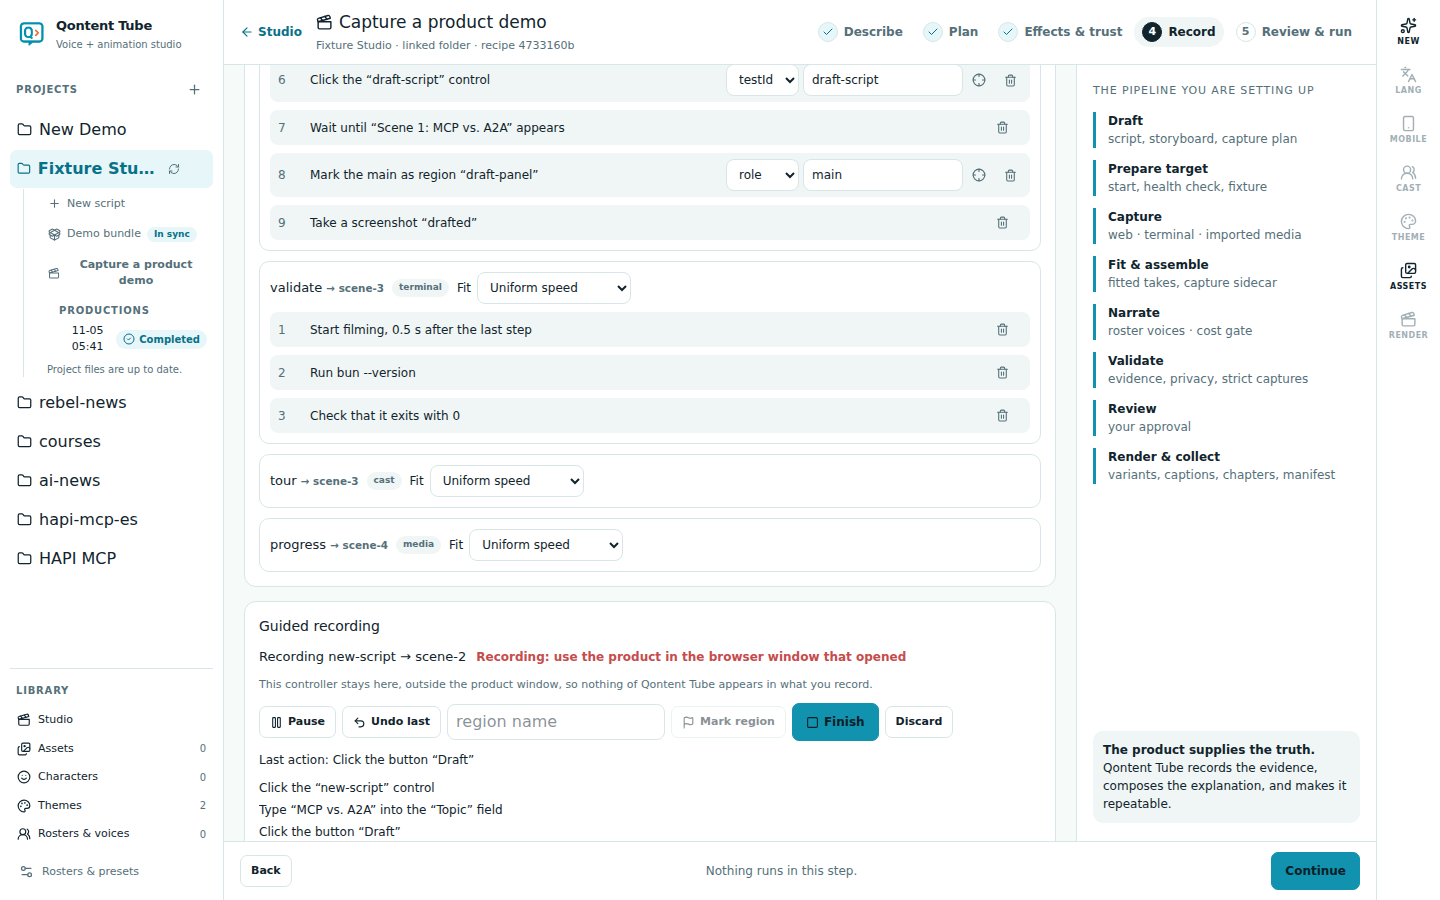 Qontent Tube
Voice + animation studio
PROJECTS
New Demo
Fixture Stu...
New script
Demo bundle In sync
Capture a product
demo
PRODUCTIONS
11-05
05:41
Completed
Project files are up to date.
rebel-news
courses
ai-news
hapi-mcp-es
HAPI MCP
LIBRARY
Studio
Assets 0
Characters 0
Themes 2
Rosters & voices 0
Rosters & presets
Studio
Capture a product demo
Fixture Studio · linked folder · recipe 4733160b
Describe
Plan
Effects & trust
4 Record
5 Review & run
6 Click the “draft-script” control testId draft-script
7 Wait until “Scene 1: MCP vs. A2A” appears
8 Mark the main as region “draft-panel” role main
9 Take a screenshot “drafted”
validate → scene-3 terminal Fit Uniform speed
1 Start filming, 0.5 s after the last step
2 Run bun --version
3 Check that it exits with 0
tour → scene-3 cast Fit Uniform speed
progress → scene-4 media Fit Uniform speed
Guided recording
Recording new-script → scene-2 Recording: use the product in the browser window that opened
This controller stays here, outside the product window, so nothing of Qontent Tube appears in what you record.
Pause Undo last region name Mark region Finish Discard
Last action: Click the button “Draft”
Click the “new-script” control
Type “MCP vs. A2A” into the “Topic” field
Click the button “Draft”
Back
Nothing runs in this step.
Continue
THE PIPELINE YOU ARE SETTING UP
Draft
script, storyboard, capture plan
Prepare target
start, health check, fixture
Capture
web · terminal · imported media
Fit & assemble
fitted takes, capture sidecar
Narrate
roster voices · cost gate
Validate
evidence, privacy, strict captures
Review
your approval
Render & collect
variants, captions, chapters, manifest
The product supplies the truth.
Qontent Tube records the evidence,
composes the explanation, and makes it
repeatable.
NEW
LANG
MOBILE
CAST
THEME
ASSETS
RENDER